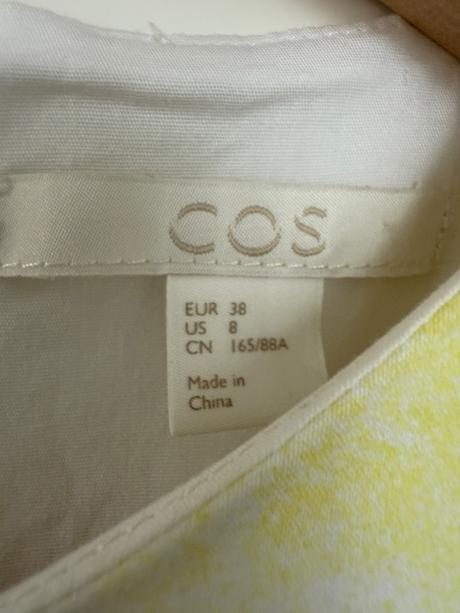 COS
EUR 38
US 8
CN 165/88A
Made in
China